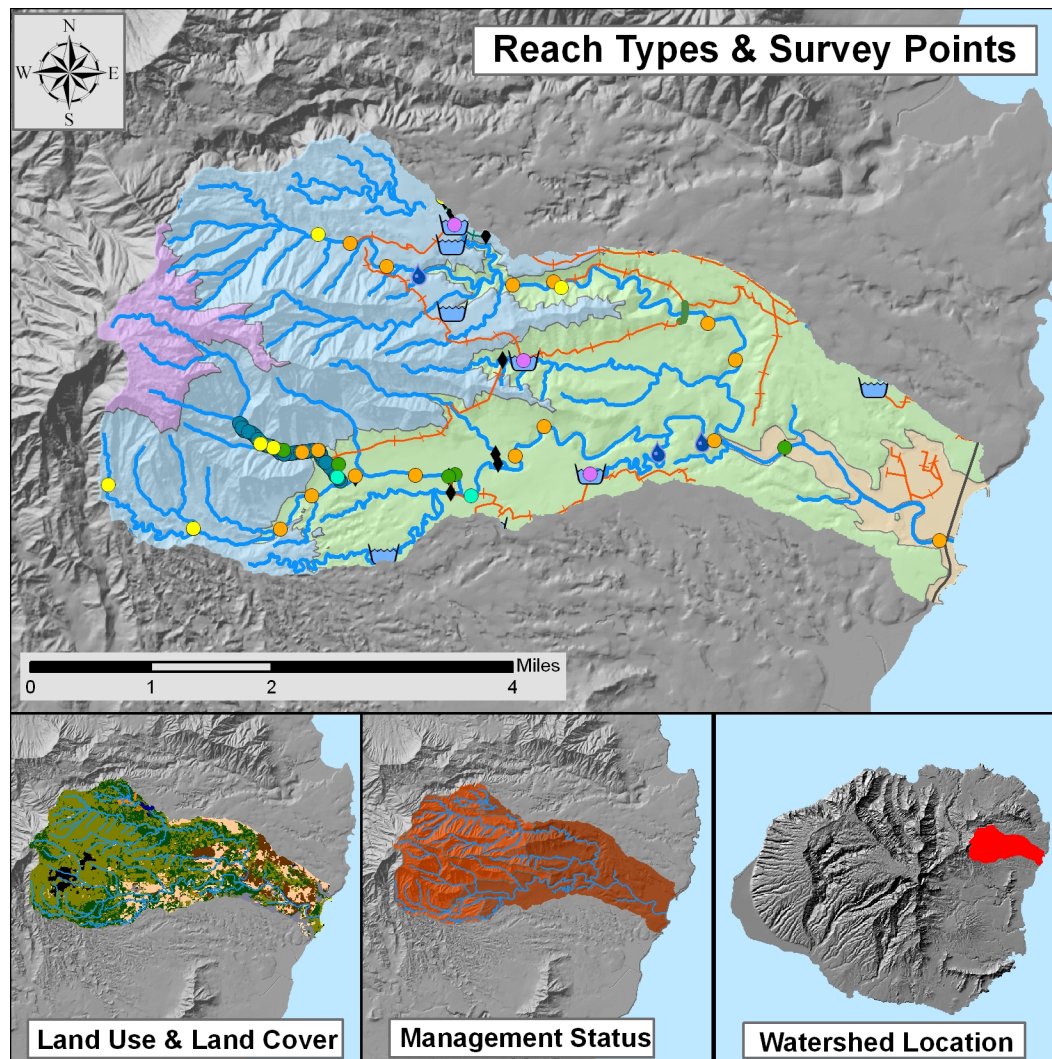 Reach Types & Survey Points
N
W E
S
Miles
0 1 2 4
Land Use & Land Cover
Management Status
Watershed Location